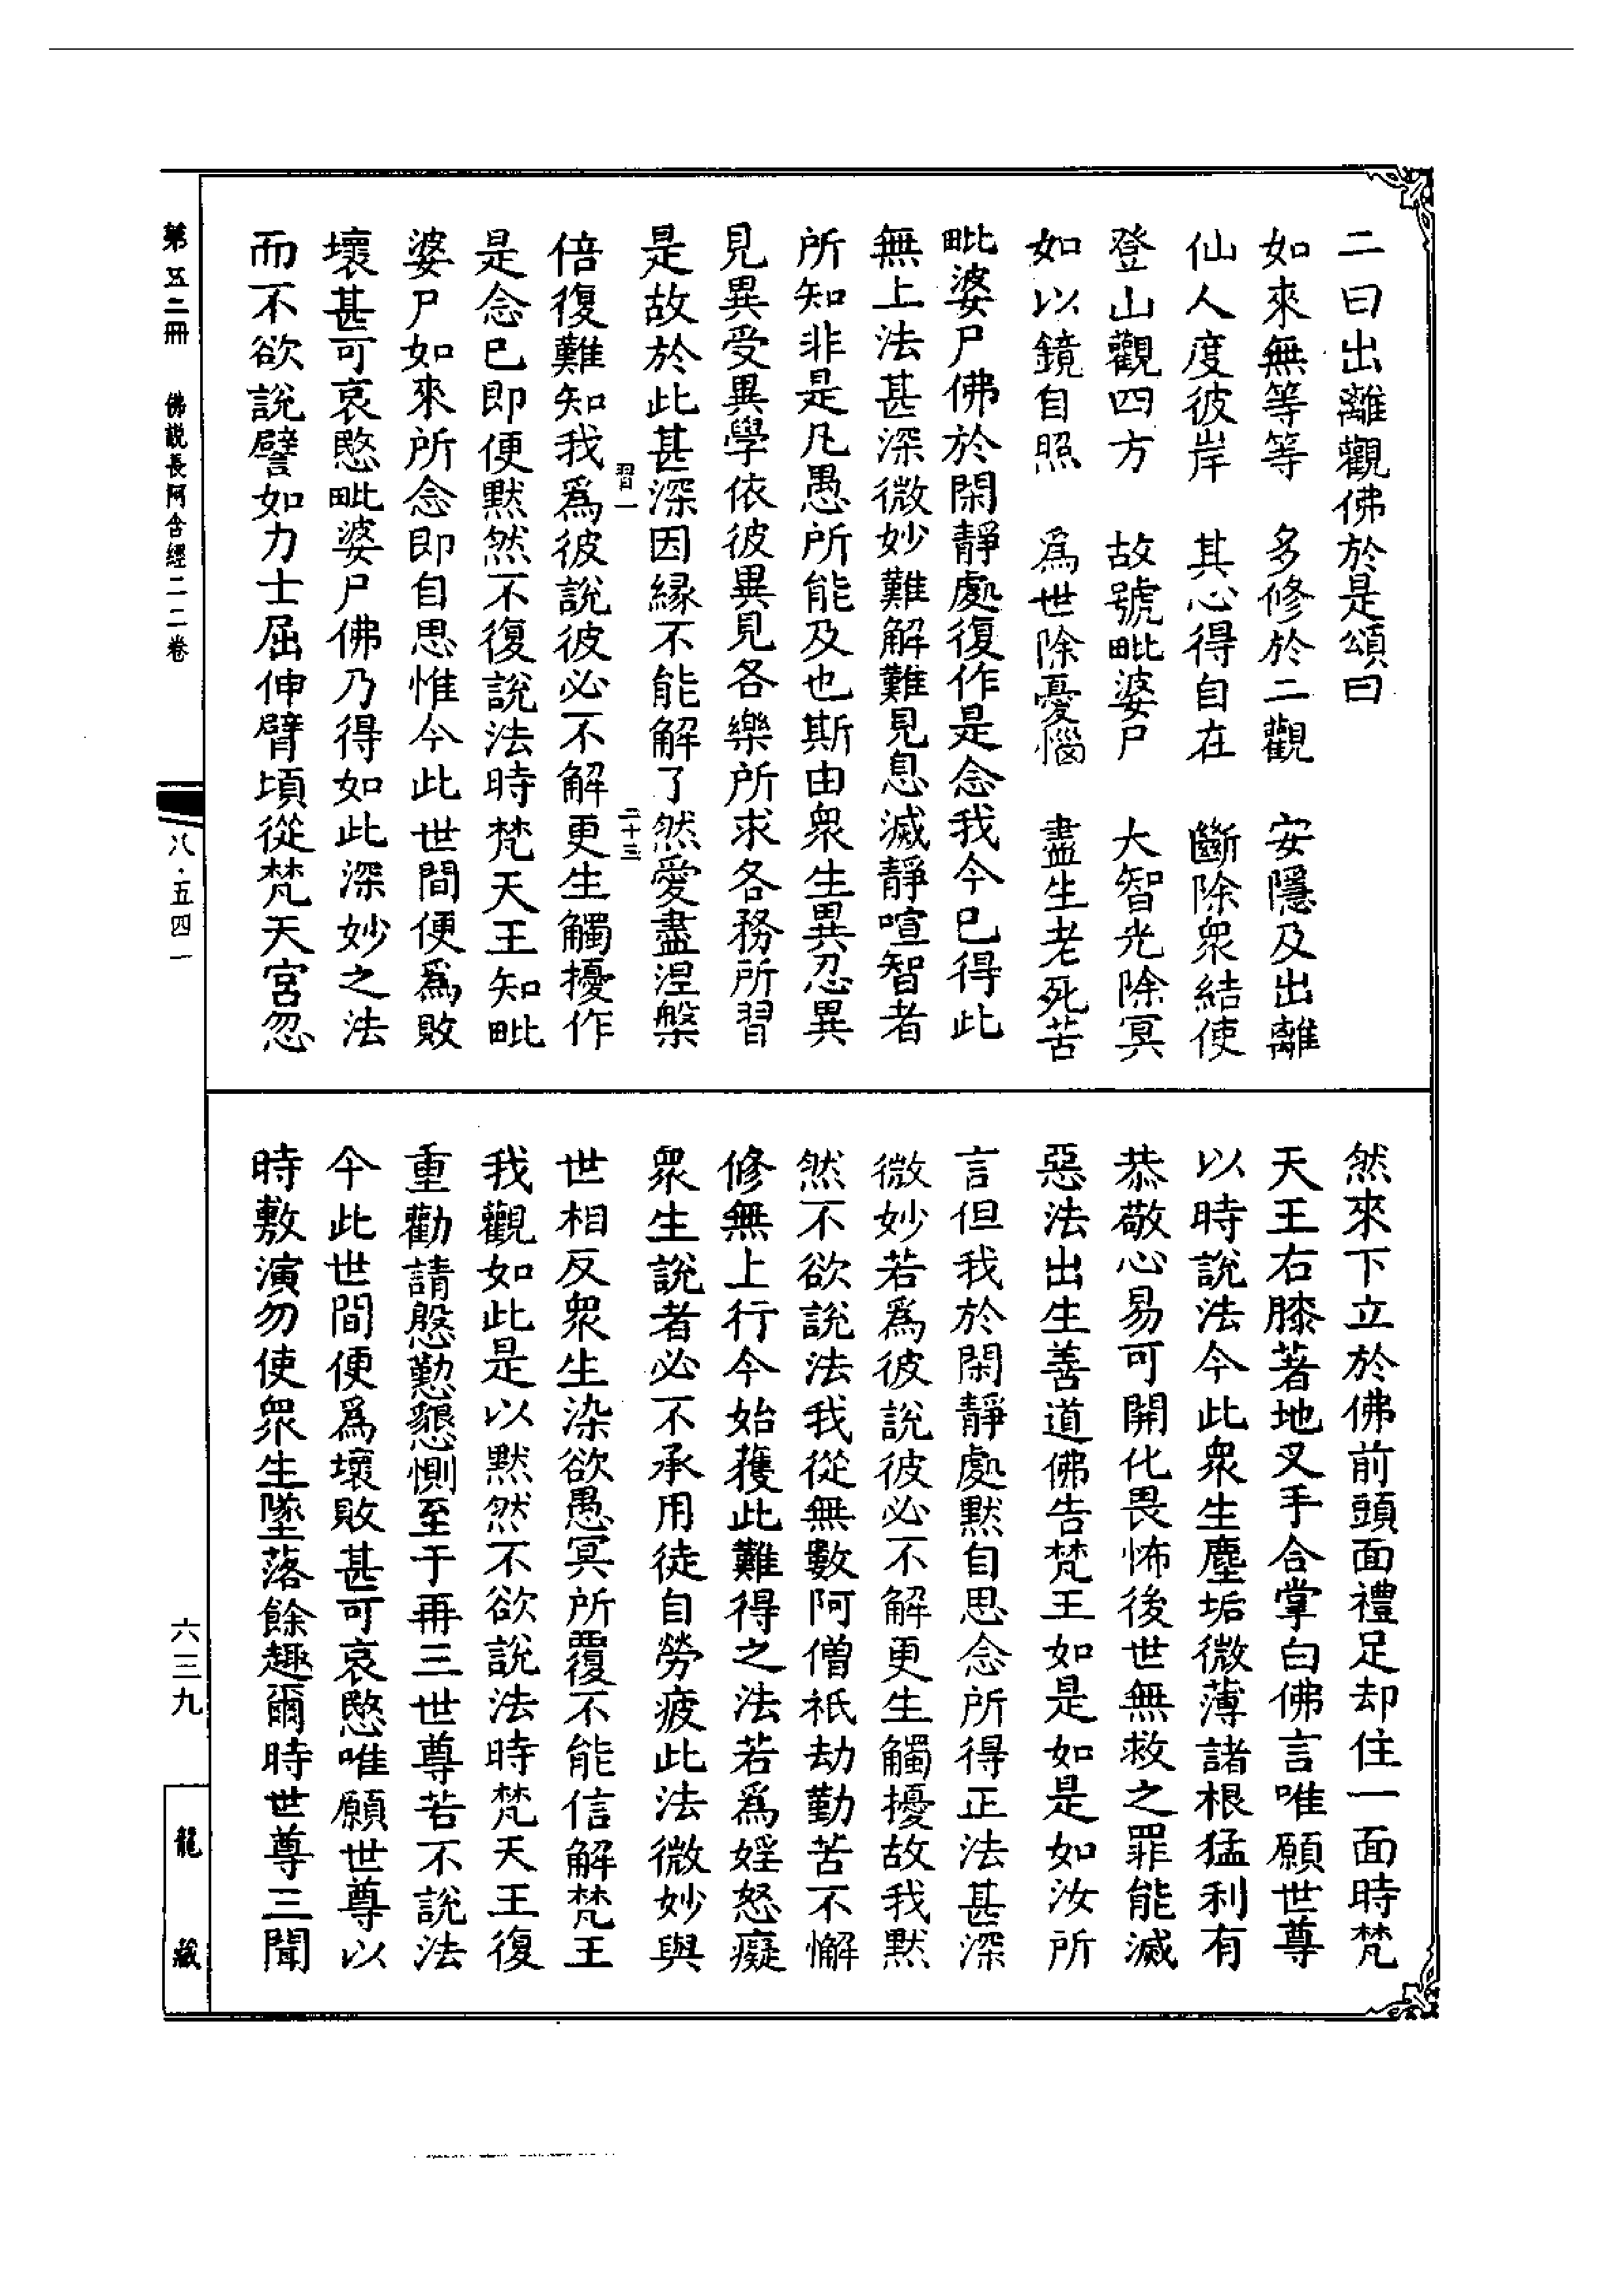 二曰出離觀佛於是頌曰
如來無等等　多修於二觀　安隱及出離
仙人度彼岸　其心得自在　斷除衆結使
登山觀四方　故號毗婆尸　大智光除冥
如以鏡自照　爲世除憂惱　盡生老死苦
毗婆尸佛於閑靜處復作是念我今已得此
無上法甚深微妙難解難見息滅靜喧智者
所知非是凡愚所能及也斯由衆生異忍異
見異受異學依彼異見各樂所求各務所習
是故於此甚深因緣不能解了然愛盡涅槃
習一
二十三
倍復難知我爲彼說彼必不解更生觸擾作
是念已即便默然不復說法時梵天王知毗
婆尸如來所念即自思惟今此世間便爲敗
壞甚可哀愍毗婆尸佛乃得如此深妙之法
而不欲說譬如力士屈伸臂頃從梵天宮忽
然來下立於佛前頭面禮足却住一面時梵
天王右膝著地叉手合掌白佛言唯願世尊
以時說法今此衆生塵垢微薄諸根猛利有
恭敬心易可開化畏怖後世無救之罪能滅
惡法出生善道佛告梵王如是如是如汝所
言但我於閑靜處默自思念所得正法甚深
微妙若爲彼說彼必不解更生觸擾故我默
然不欲說法我從無數阿僧祇劫勤苦不懈
修無上行今始獲此難得之法若爲婬怒癡
衆生說者必不承用徒自勞疲此法微妙與
世相反衆生染欲愚冥所覆不能信解梵王
我觀如此是以默然不欲說法時梵天王復
重勸請慇懃懇惻至于再三世尊若不說法
今此世間便爲壞敗甚可哀愍唯願世尊以
時敷演勿使衆生墜落餘趣爾時世尊三聞
第五二冊　佛説長阿含經二二卷
八·五四一
六三九
龍藏